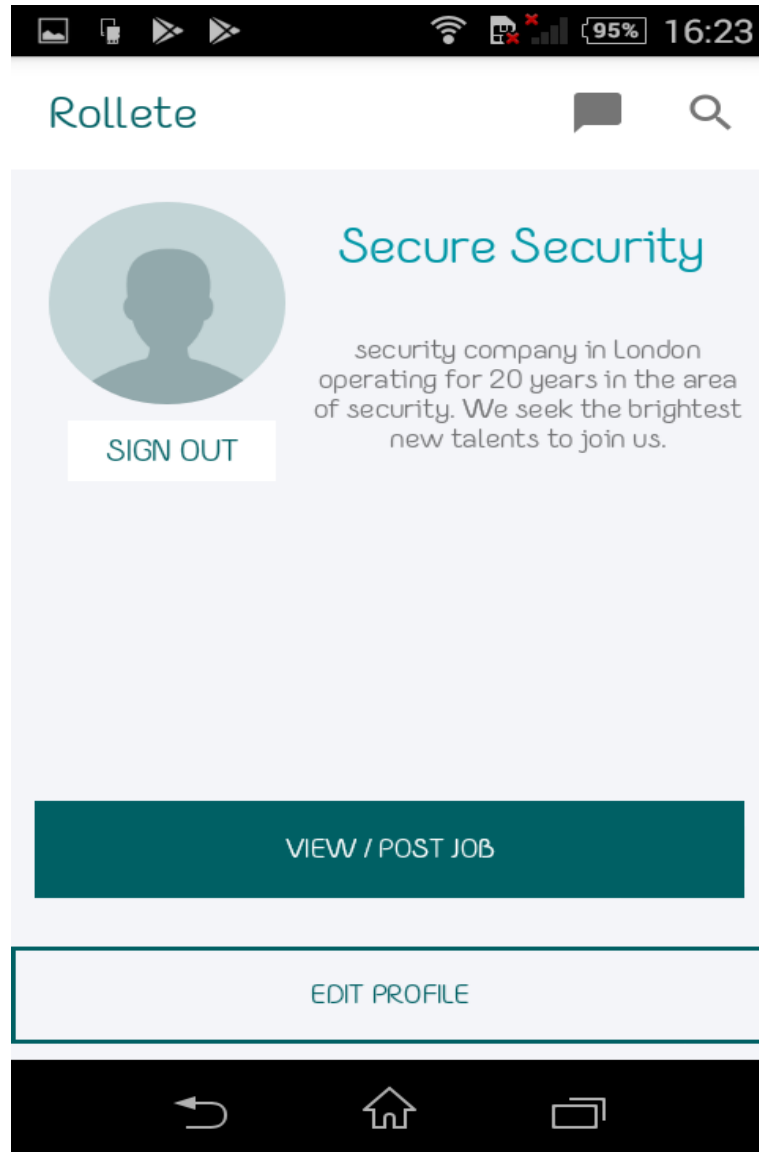 95% 16:23
Rollete
Secure Security
security company in London
operating for 20 years in the area
of security. We seek the brightest
new talents to join us.
SIGN OUT
VIEW / POST JOB
EDIT PROFILE